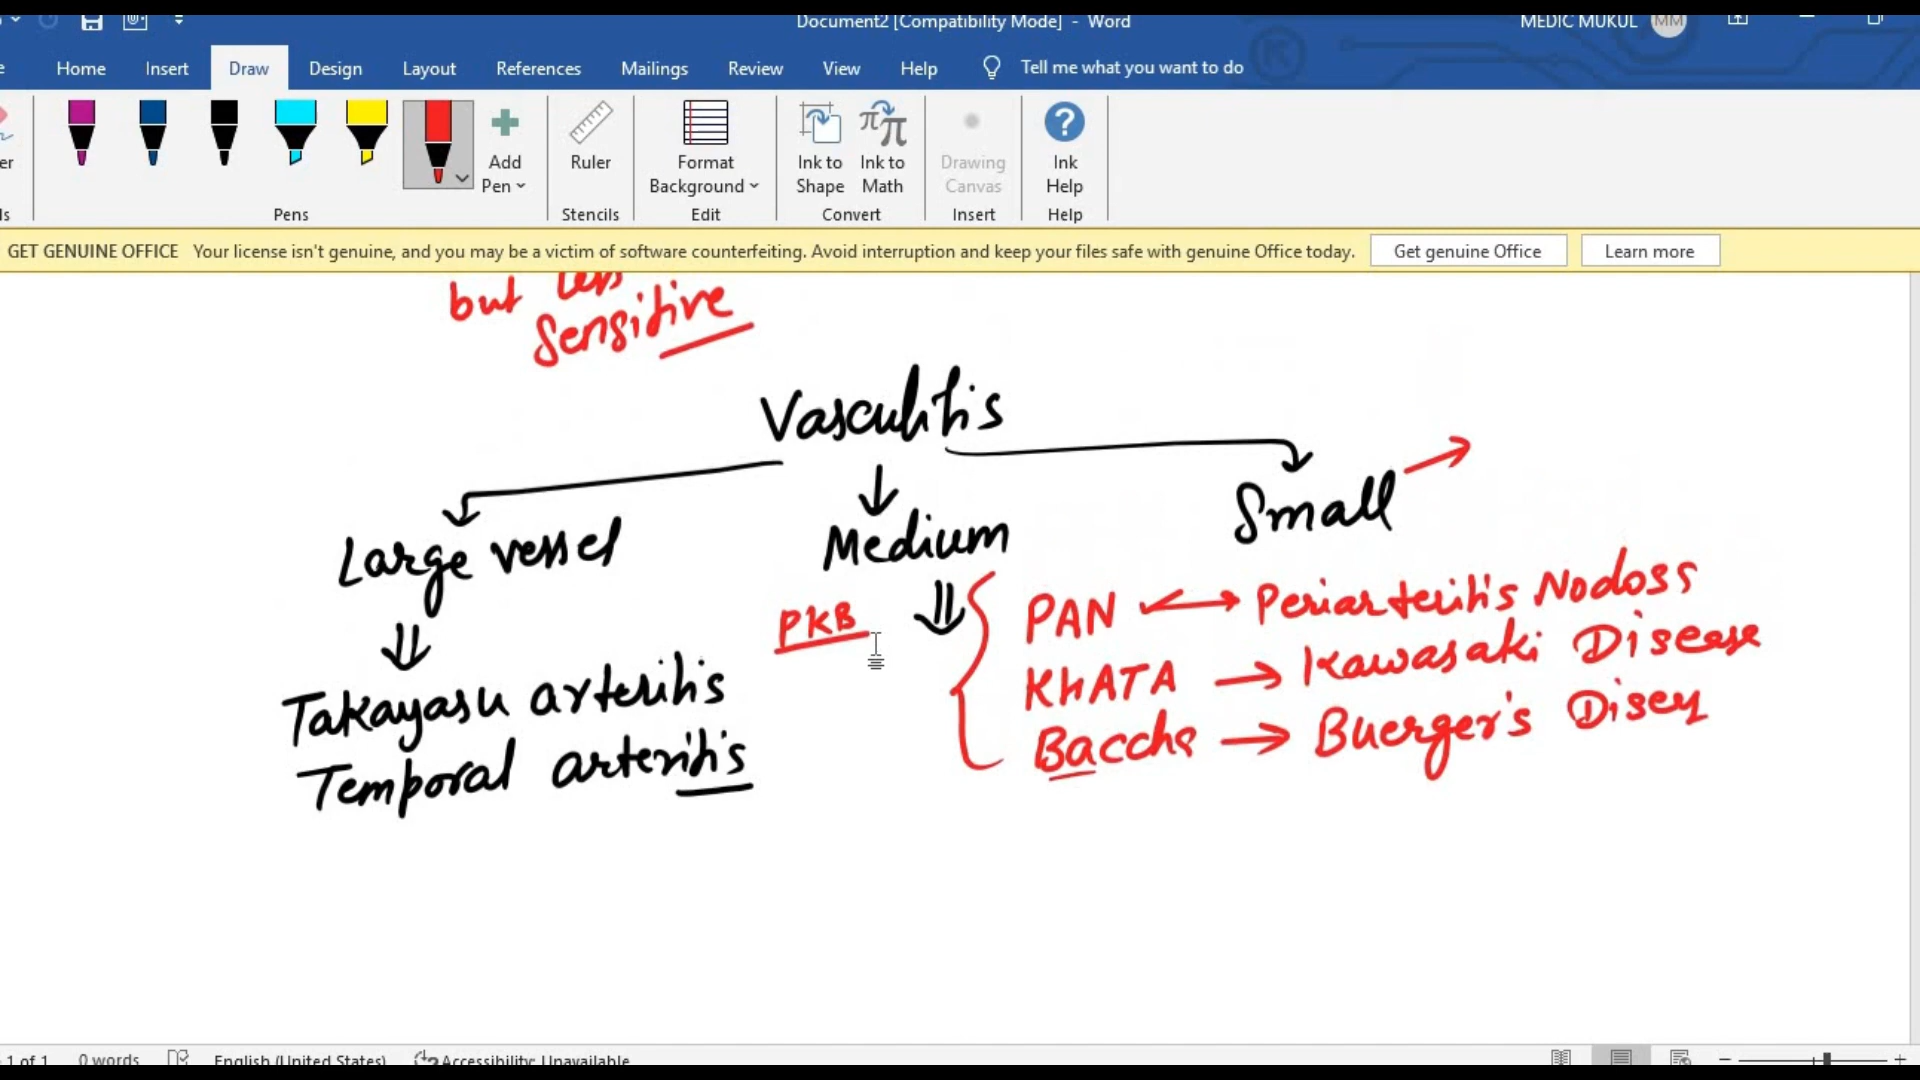 Document2 [Compatibility Mode] - Word
MEDIC MUKUL MM
Home Insert Draw Design Layout References Mailings Review View Help Tell me what you want to do
er
Add Pen
Ruler
Format Background
Ink to Shape
Ink to Math
Drawing Canvas
Ink Help
ls Pens Stencils Edit Convert Insert Help
GET GENUINE OFFICE Your license isn't genuine, and you may be a victim of software counterfeiting. Avoid interruption and keep your files safe with genuine Office today. Get genuine Office Learn more
but less
Sensitive
Vasculitis
Large vessel Medium Small
PKB
PAN Periarteritis Nodoss
KHATA Kawasaki Disease
Baccha Buerger's
Takayasu arteritis
Temporal arteritis
1 of 1 0 words English (United States) Accessibility: Unavailable